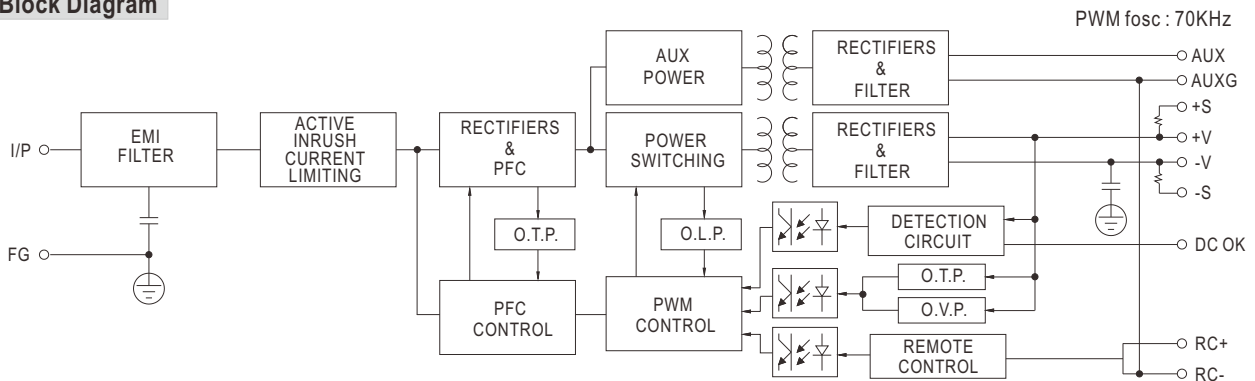 Block Diagram
PWM fosc : 70KHz
AUX
POWER
RECTIFIERS
&
FILTER
AUX
AUXG
+S
I/P
EMI
FILTER
ACTIVE
INRUSH
CURRENT
LIMITING
RECTIFIERS
&
PFC
POWER
SWITCHING
RECTIFIERS
&
FILTER
+V
-V
-S
O.T.P.
O.L.P.
DETECTION
CIRCUIT
DC OK
FG
PFC
CONTROL
PWM
CONTROL
O.T.P.
O.V.P.
REMOTE
CONTROL
RC+
RC-